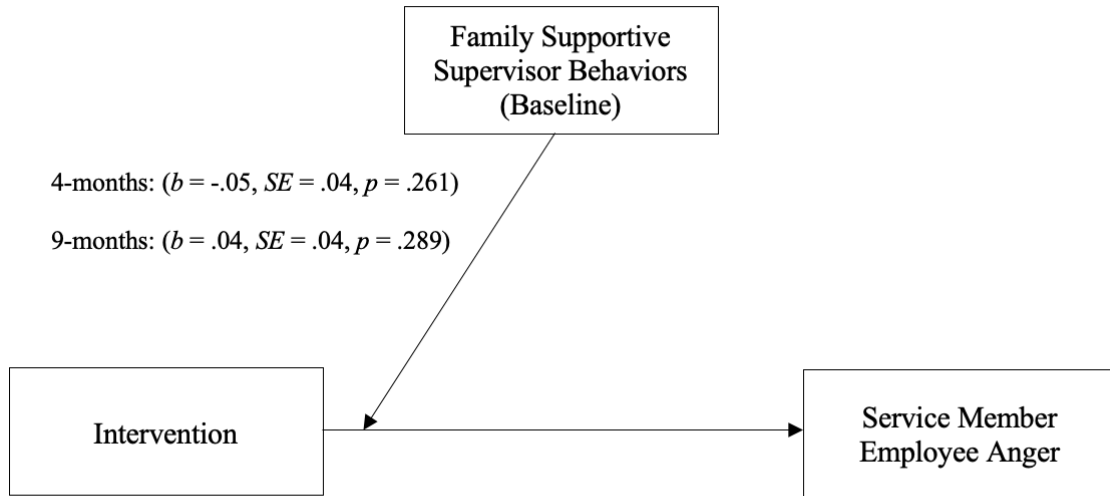 Family Supportive
Supervisor Behaviors
(Baseline)
4-months: (b = -.05, SE = .04, p = .261)
9-months: (b = .04, SE = .04, p = .289)
Intervention
Service Member
Employee Anger